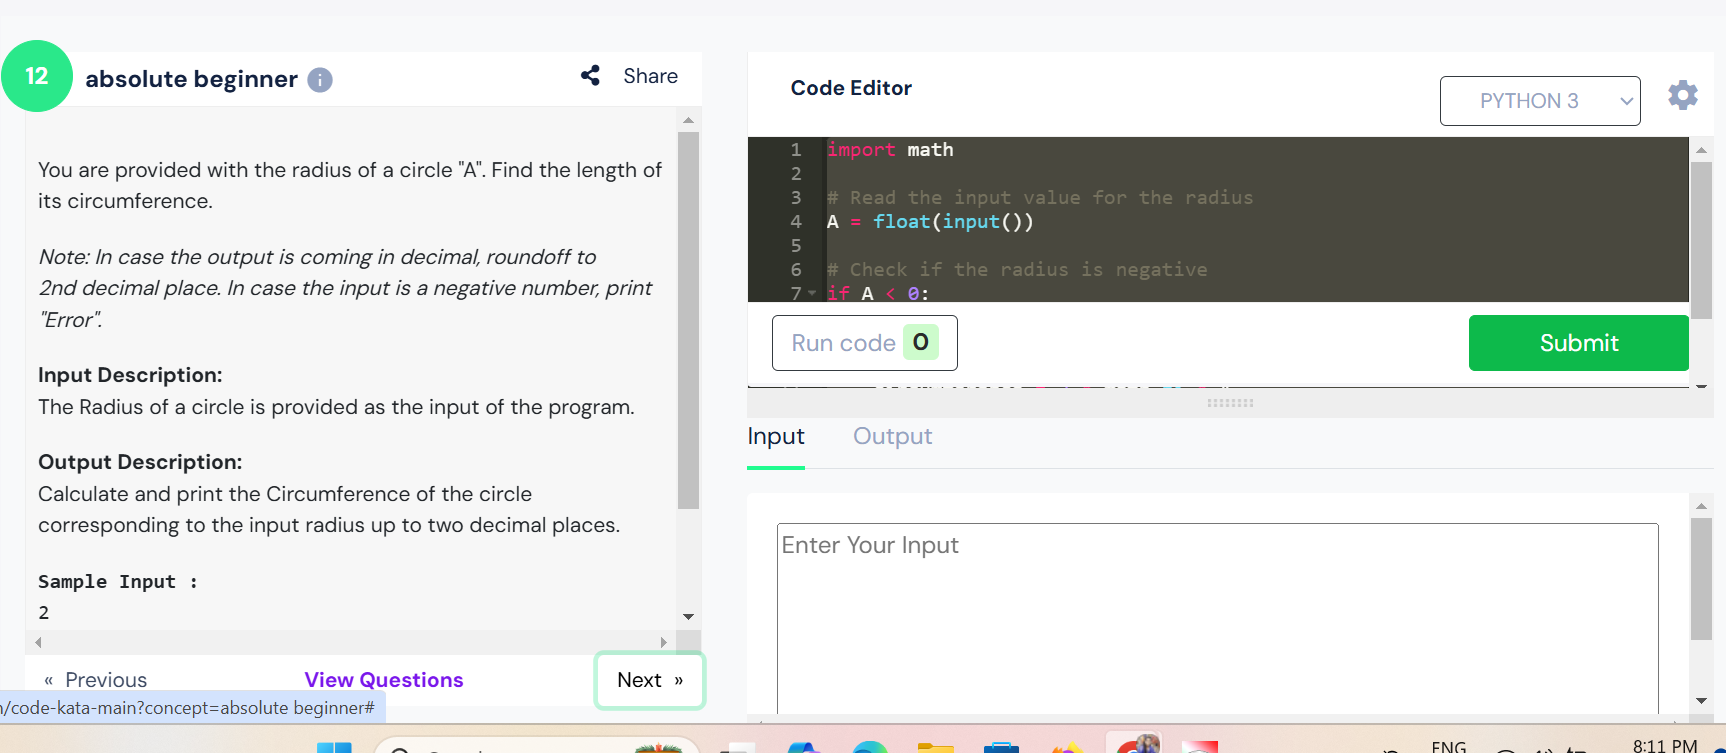 12
absolute beginner
Share
You are provided with the radius of a circle "A". Find the length of
its circumference.
Note: In case the output is coming in decimal, roundoff to
2nd decimal place. In case the input is a negative number, print
"Error".
Input Description:
The Radius of a circle is provided as the input of the program.
Output Description:
Calculate and print the Circumference of the circle
corresponding to the input radius up to two decimal places.
Sample Input :
2
« Previous
View Questions
Next »
/code-kata-main?concept=absolute beginner#
Code Editor
PYTHON 3
1 import math
2
3 # Read the input value for the radius
4 A = float(input())
5
6 # Check if the radius is negative
7 if A < 0:
Run code 0
Submit
Input
Output
Enter Your Input
ENG
8:11 PM